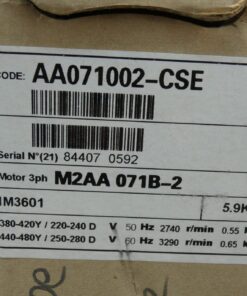 CODE: AA071002-CSE
Serial N°(21) 84407 0592
Motor 3ph M2AA 071B-2
IM3601 5.9K
380-420Y / 220-240 D V 50 Hz 2740 r/min 0.55 k
440-480Y / 250-280 D V 60 Hz 3290 r/min 0.65 k